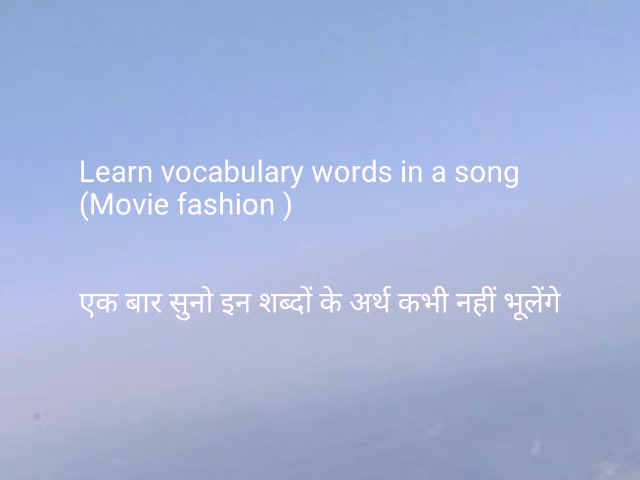 Learn vocabulary words in a song
(Movie fashion )
एक बार सुनो इन शब्दों के अर्थ कभी नहीं भूलेंगे